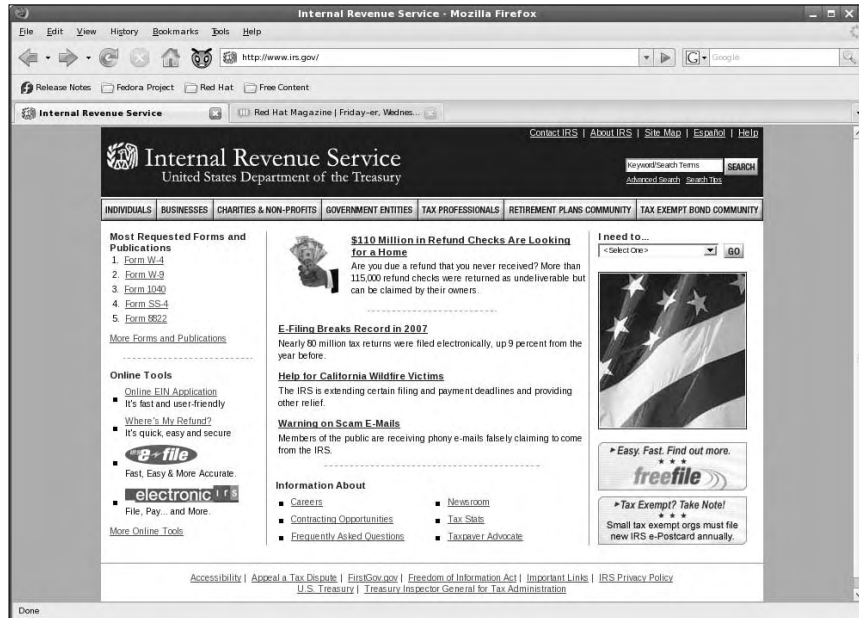 Internal Revenue Service - Mozilla Firefox
File Edit View History Bookmarks Tools Help
http://www.irs.gov/
G Google
Release Notes Fedora Project Red Hat Free Content
Internal Revenue Service
Red Hat Magazine | Friday-er, Wednes...
Contact IRS | About IRS | Site Map | Español | Help
Internal Revenue Service
United States Department of the Treasury
Keyword/Search Terms SEARCH
Advanced Search Search Tips
INDIVIDUALS BUSINESSES CHARITIES & NON-PROFITS GOVERNMENT ENTITIES TAX PROFESSIONALS RETIREMENT PLANS COMMUNITY TAX EXEMPT BOND COMMUNITY
Most Requested Forms and
Publications
1. Form W-4
2. Form W-9
3. Form 1040
4. Form SS-4
5. Form 8822
More Forms and Publications
Online Tools
Online EIN Application
It's fast and user-friendly
Where's My Refund?
It's quick, easy and secure
IRS e-file
Fast, Easy & More Accurate.
electronic IRS
File, Pay... and More.
More Online Tools
$110 Million in Refund Checks Are Looking
for a Home
Are you due a refund that you never received? More than
115,000 refund checks were returned as undeliverable but
can be claimed by their owners.
E-Filing Breaks Record in 2007
Nearly 80 million tax returns were filed electronically, up 9 percent from the
year before.
Help for California Wildfire Victims
The IRS is extending certain filing and payment deadlines and providing
other relief.
Warning on Scam E-Mails
Members of the public are receiving phony e-mails falsely claiming to come
from the IRS.
Information About
Careers
Contracting Opportunities
Frequently Asked Questions
Newsroom
Tax Stats
Taxpayer Advocate
I need to...
<Select One> GO
Easy. Fast. Find out more.
freefile
Tax Exempt? Take Note!
Small tax exempt orgs must file
new IRS e-Postcard annually.
Accessibility | Appeal a Tax Dispute | FirstGov.gov | Freedom of Information Act | Important Links | IRS Privacy Policy
U.S. Treasury | Treasury Inspector General for Tax Administration
Done